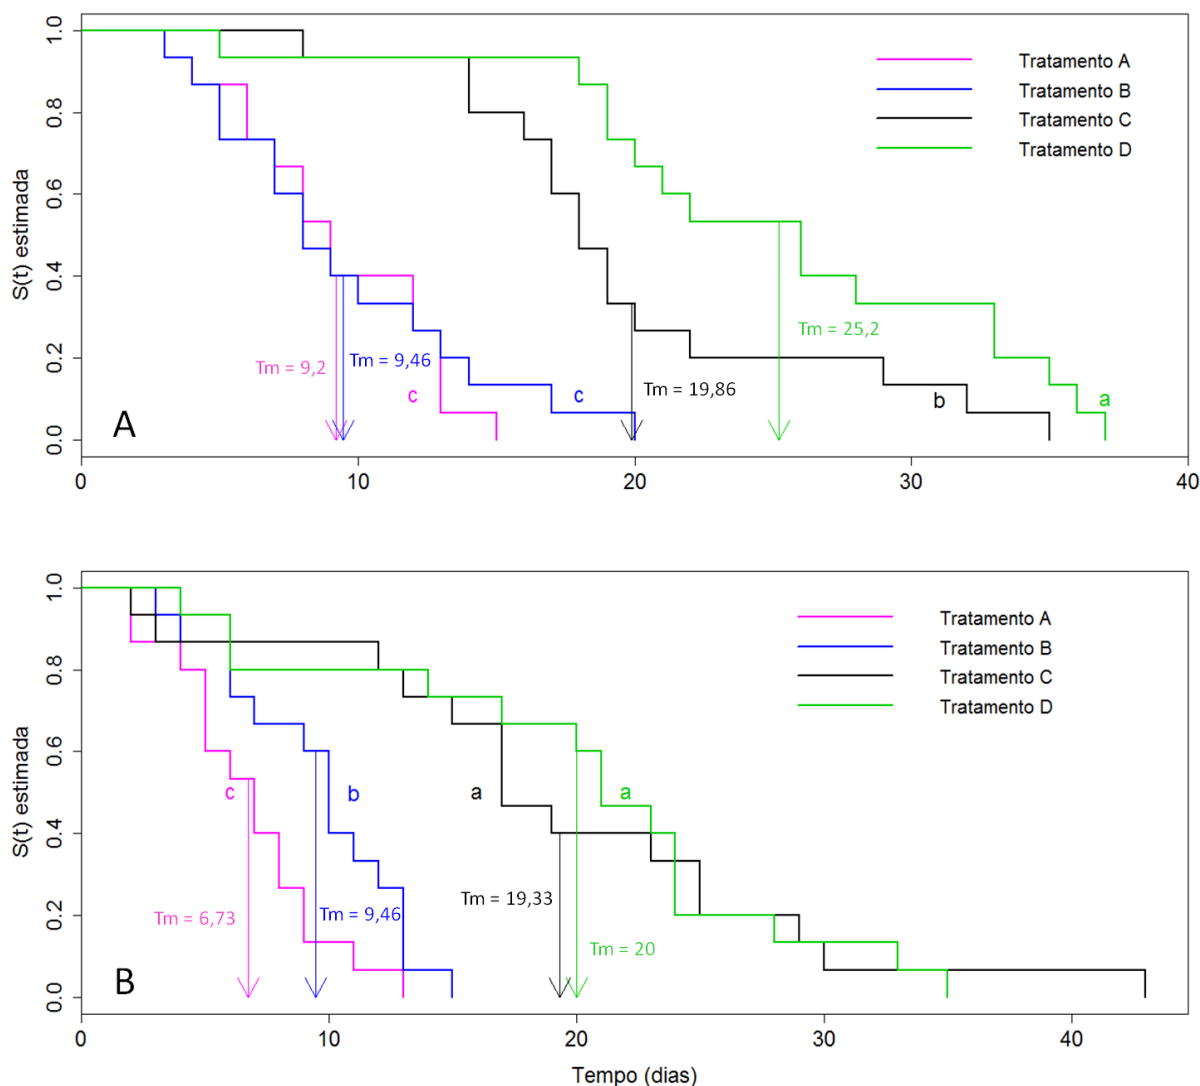 S(t) estimada
0.0 0.2 0.4 0.6 0.8 1.0
Tratamento A
Tratamento B
Tratamento C
Tratamento D
Tm = 25,2
Tm = 9,46
Tm = 9,2
Tm = 19,86
c
c
b
a
A
0 10 20 30 40
S(t) estimada
0.0 0.2 0.4 0.6 0.8 1.0
Tratamento A
Tratamento B
Tratamento C
Tratamento D
c
b
a
a
Tm = 19,33
Tm = 6,73
Tm = 9,46
Tm = 20
B
0 10 20 30 40
Tempo (dias)